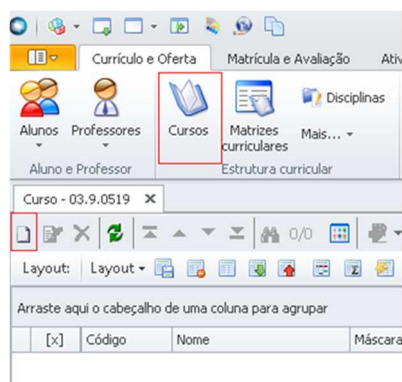 Currículo e Oferta Matrícula e Avaliação Ativ
Alunos Professores Cursos Matrizes curriculares Disciplinas Mais...
Aluno e Professor Estrutura curricular
Curso - 03.9.0519 X
0/0
Layout: Layout
Arraste aqui o cabeçalho de uma coluna para agrupar
[x] Código Nome Máscara